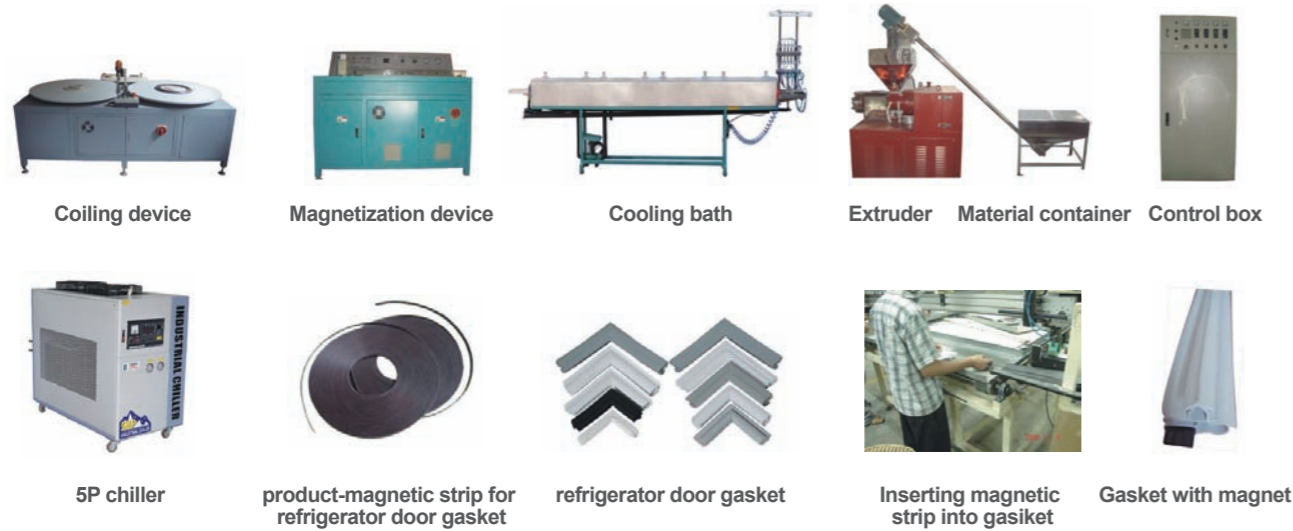 Coiling device
Magnetization device
Cooling bath
Extruder
Material container
Control box
INDUSTRIAL CHILLER
5P chiller
product-magnetic strip for
refrigerator door gasket
refrigerator door gasket
Inserting magnetic
strip into gasiket
Gasket with magnet